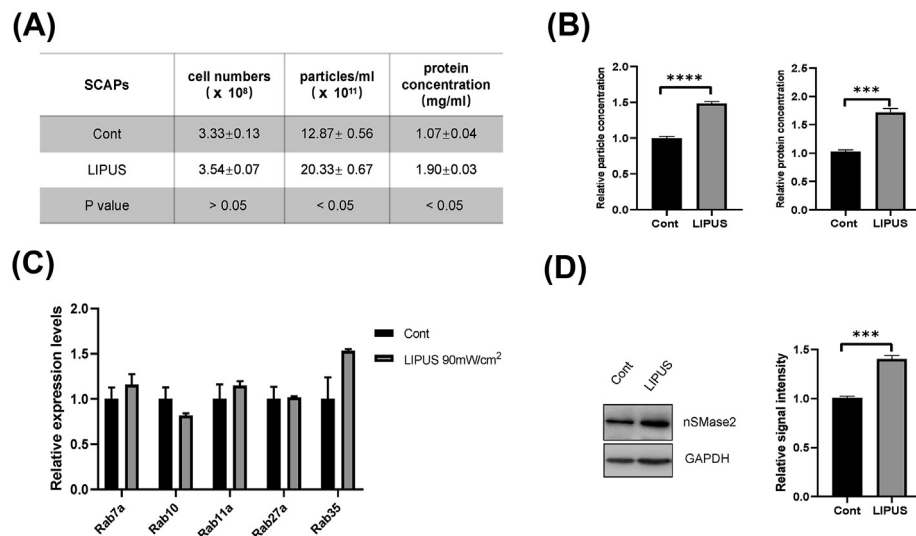 (A)
SCAPs
cell numbers
( x 10⁸)
particles/ml
( x 10¹¹)
protein
concentration
(mg/ml)
Cont
3.33±0.13
12.87± 0.56
1.07±0.04
LIPUS
3.54±0.07
20.33± 0.67
1.90±0.03
P value
> 0.05
< 0.05
< 0.05
(B)
Relative particle concentration
2.0
1.5
1.0
0.5
0.0
****
Cont
LIPUS
Relative protein concentration
2.5
2.0
1.5
1.0
0.5
0.0
***
Cont
LIPUS
(C)
Relative expression levels
2.0
1.5
1.0
0.5
0.0
Rab7a
Rab10
Rab11a
Rab27a
Rab35
Cont
LIPUS 90mW/cm²
(D)
Cont
LIPUS
nSMase2
GAPDH
Relative signal intensity
1.5
1.0
0.5
0.0
***
Cont
LIPUS